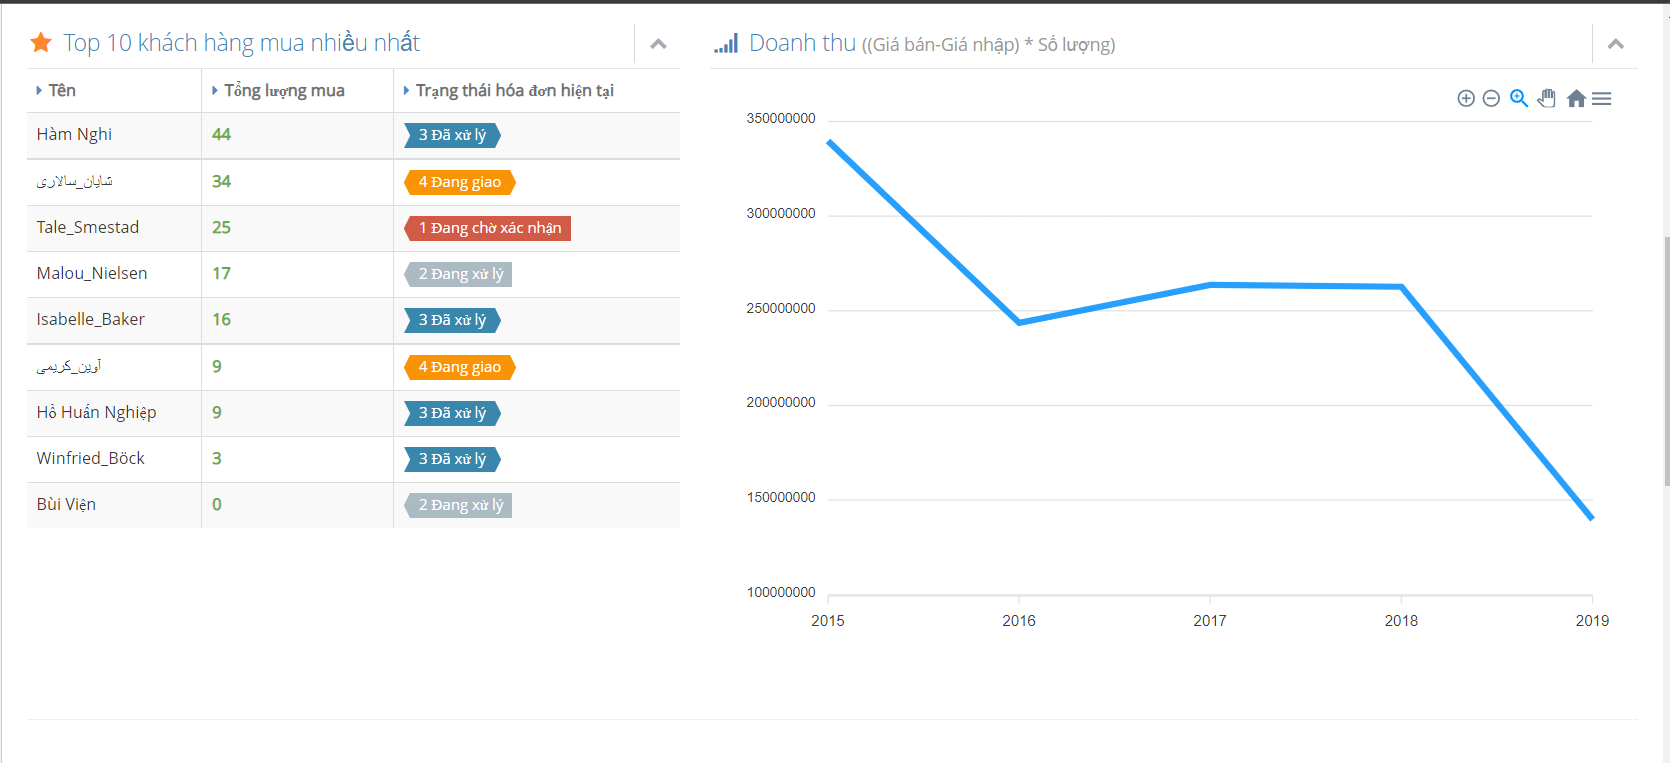 Top 10 khách hàng mua nhiều nhất
Tên Tổng lượng mua Trạng thái hóa đơn hiện tại
Hàm Nghi 44 3 Đã xử lý
شایان_سالاری 34 4 Đang giao
Tale_Smestad 25 1 Đang chờ xác nhận
Malou_Nielsen 17 2 Đang xử lý
Isabelle_Baker 16 3 Đã xử lý
آوین_کریمی 9 4 Đang giao
Hồ Huấn Nghiệp 9 3 Đã xử lý
Winfried_Böck 3 3 Đã xử lý
Bùi Viện 0 2 Đang xử lý
Doanh thu ((Giá bán-Giá nhập) * Số lượng)
350000000
300000000
250000000
200000000
150000000
100000000
2015 2016 2017 2018 2019